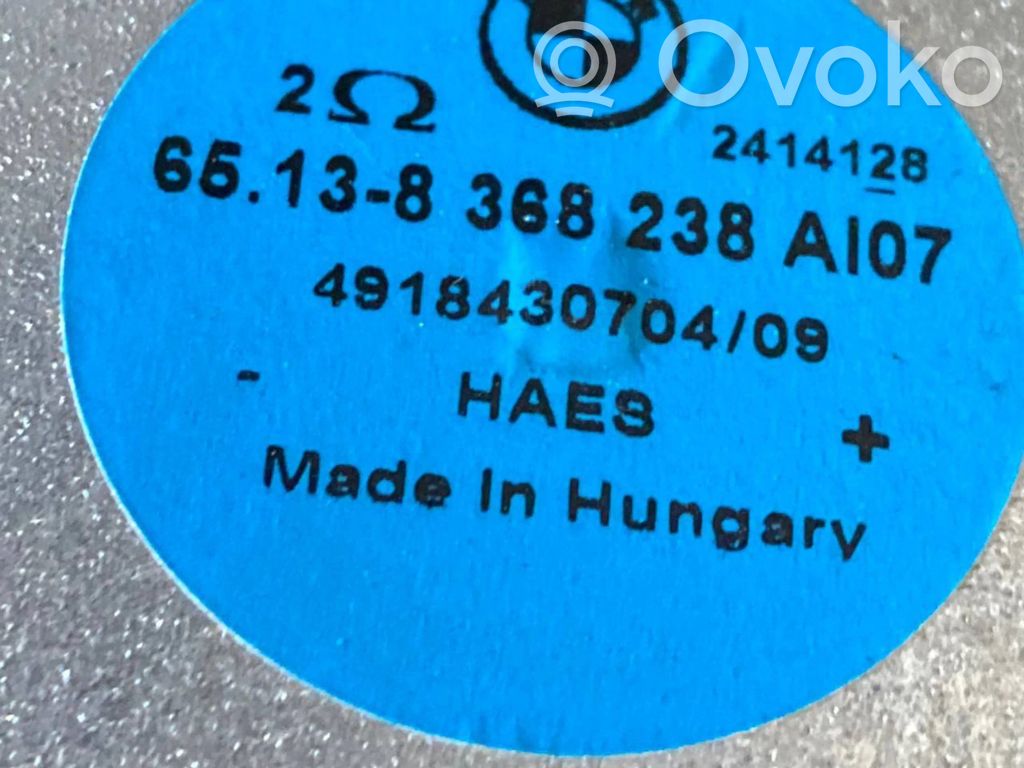 Ovoko
2Ω
2414128
65.13-8 368 238 AI07
4918430704/09
- HAES +
Made In Hungary